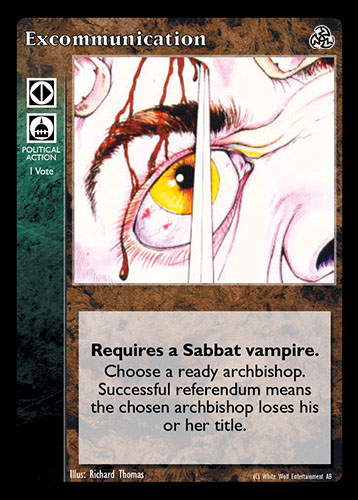 Excommunication
POLITICAL
ACTION
1 Vote
Requires a Sabbat vampire.
Choose a ready archbishop.
Successful referendum means
the chosen archbishop loses his
or her title.
Illus: Richard Thomas
(C) White Wolf Entertainment AB